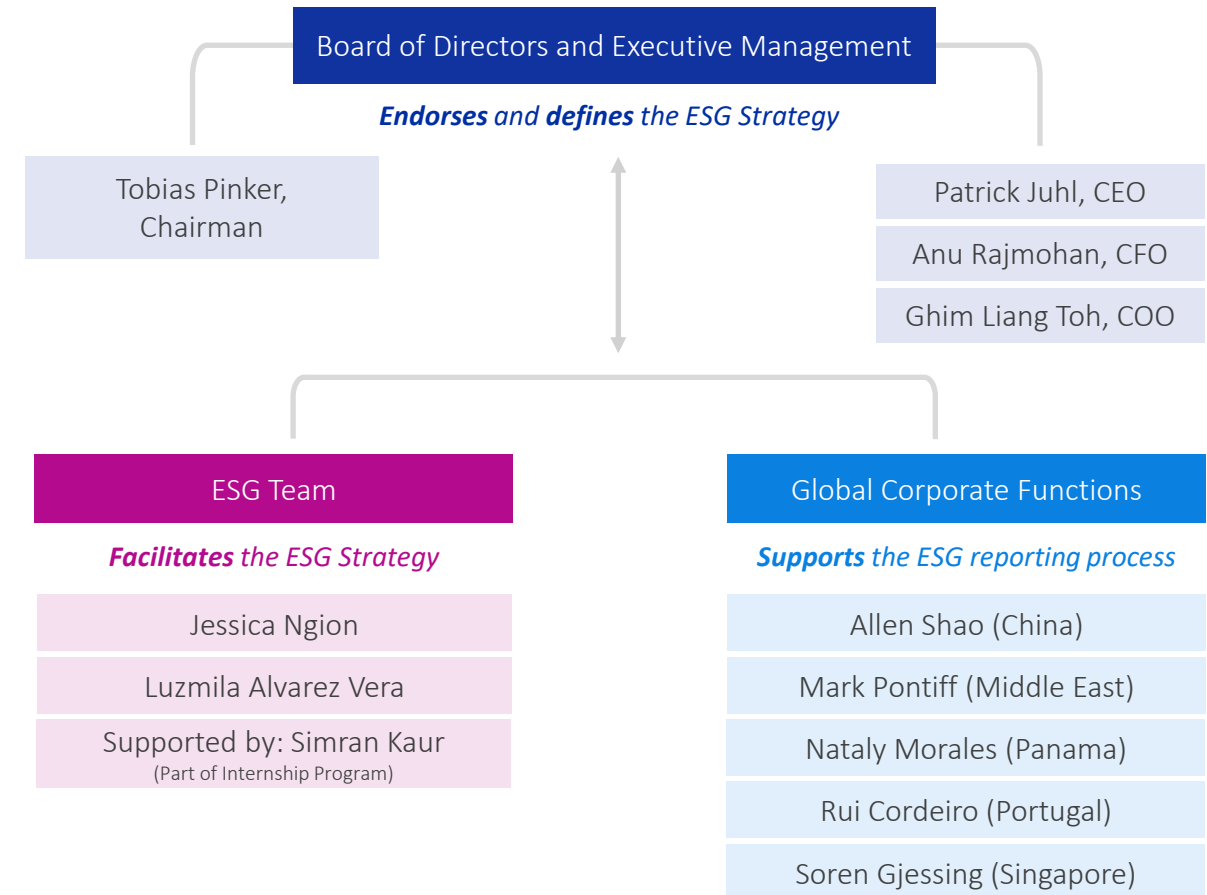 Board of Directors and Executive Management
Endorses and defines the ESG Strategy
Tobias Pinker,
Chairman
Patrick Juhl, CEO
Anu Rajmohan, CFO
Ghim Liang Toh, COO
ESG Team
Facilitates the ESG Strategy
Jessica Ngion
Luzmila Alvarez Vera
Supported by: Simran Kaur
(Part of Internship Program)
Global Corporate Functions
Supports the ESG reporting process
Allen Shao (China)
Mark Pontiff (Middle East)
Nataly Morales (Panama)
Rui Cordeiro (Portugal)
Soren Gjessing (Singapore)